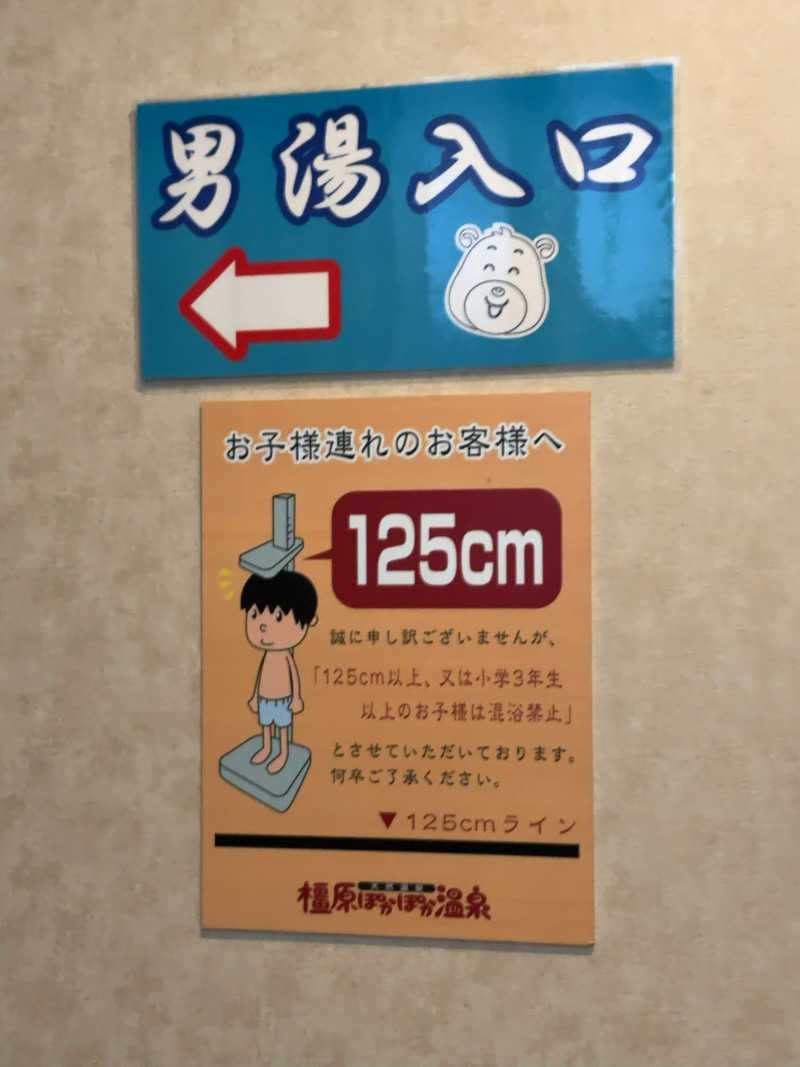 男湯入口
お子様連れのお客様へ
125cm
誠に申し訳ございませんが、
「125cm以上、又は小学3年生
以上のお子様は混浴禁止」
とさせていただいております。
何卒ご了承ください。
▼125cmライン
天然温泉
橿原ぽかぽか温泉